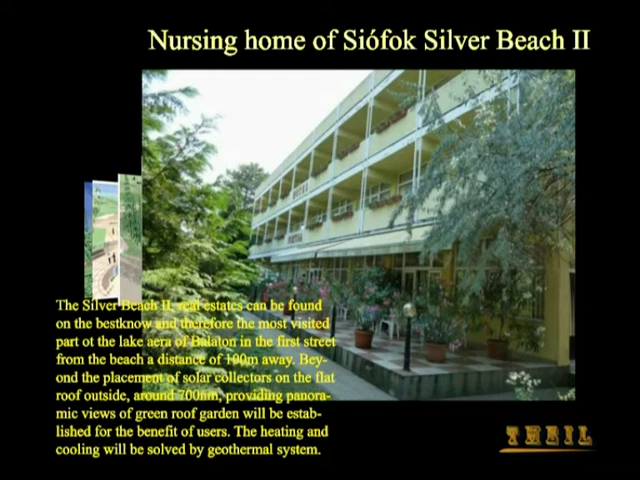 Nursing home of Siófok Silver Beach II
The Silver Beach II. real estates can be found
on the bestknow and therefore the most visited
part ot the lake aera of Balaton in the first street
from the beach a distance of 100m away. Bey-
ond the placement of solar collectors on the flat
roof outside, around 700nm, providing panora-
mic views of green roof garden will be estab-
lished for the benefit of users. The heating and
cooling will be solved by geothermal system.